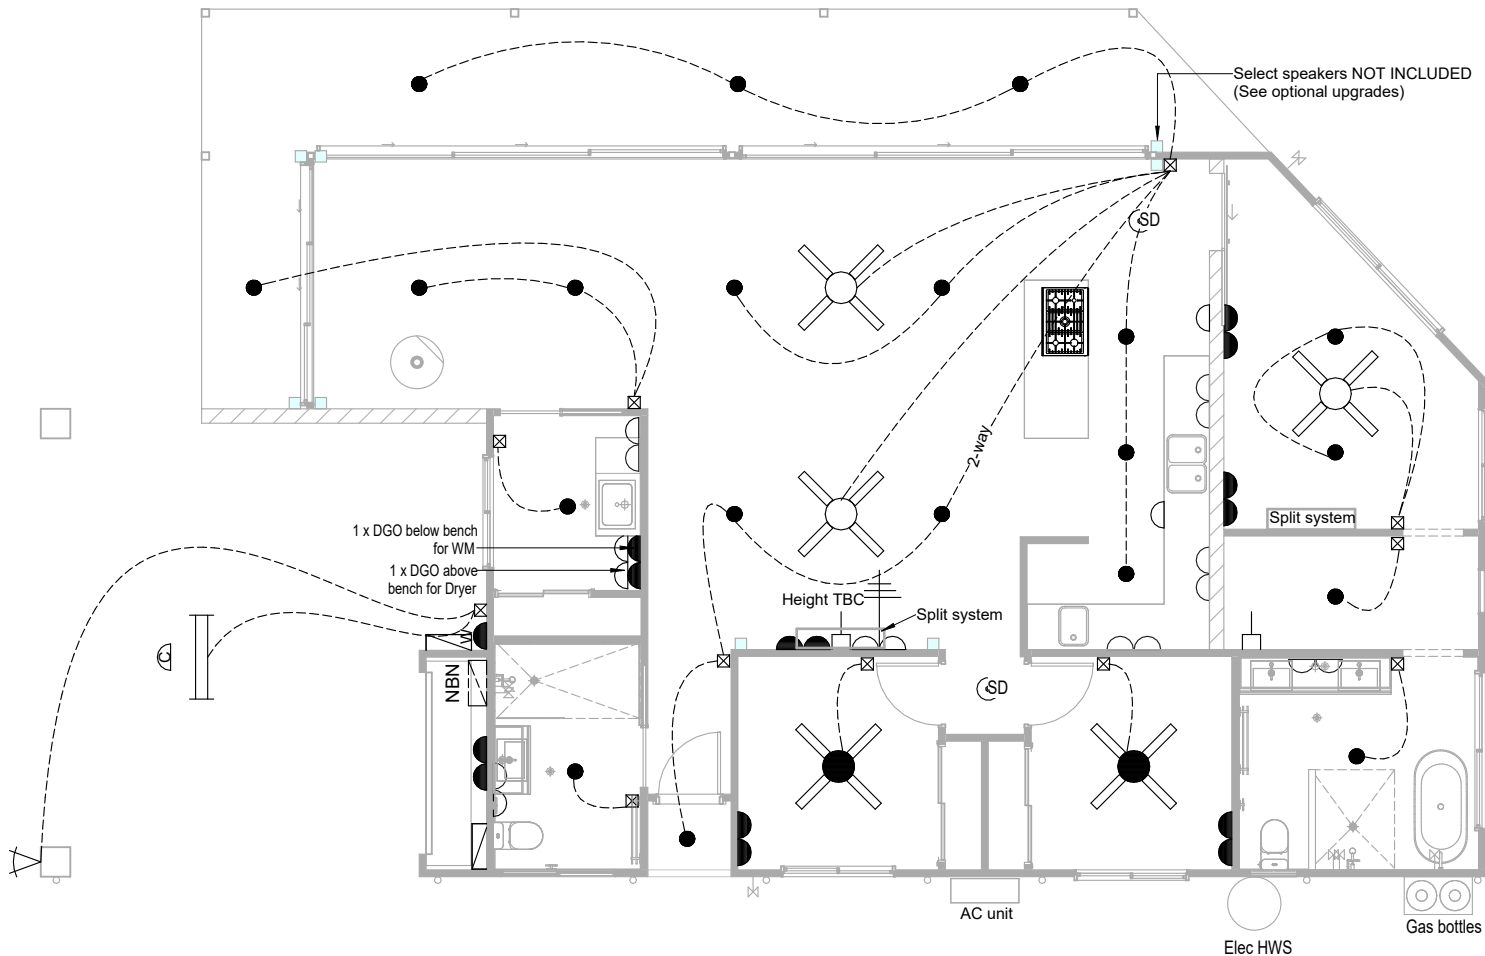 Select speakers NOT INCLUDED
(See optional upgrades)
SD
2-way
Split system
1 x DGO below bench
for WM
1 x DGO above
bench for Dryer
Height TBC
Split system
W
C
NBN
SD
AC unit
Gas bottles
Elec HWS